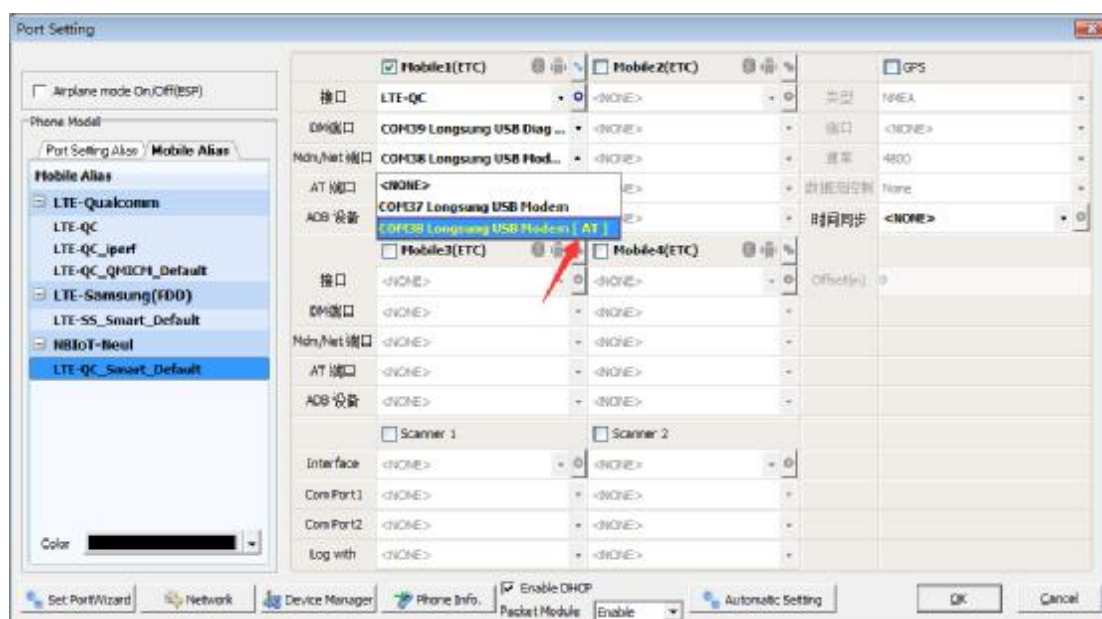 Port Setting
Mobile1(ETC) Mobile2(ETC) GPS
Airplane mode On/Off(ESP)
接口 LTE-QC <NONE> 类型 NMEA
Phone Model
DM端口 COM39 Longsung USB Diag ... <NONE> 端口 <NONE>
Port Setting Alias Mobile Alias
Mdm/Net端口 COM38 Longsung USB Mod... <NONE> 4800
Mobile Alias
AT 端口 <NONE> None
LTE-Qualcomm
COM37 Longsung USB Modem
ADB 设备 时间同步 <NONE>
LTE-QC
COM38 Longsung USB Modem [ AT ]
LTE-QC_iperf
Mobile3(ETC) Mobile4(ETC)
LTE-QC_QMICM_Default
接口 <NONE> <NONE> 0
LTE-Samsung(FDD)
DM端口 <NONE> <NONE>
LTE-SS_Smart_Default
NBIoT-Neul
Mdm/Net端口 <NONE> <NONE>
LTE-QC_Smart_Default
AT 端口 <NONE> <NONE>
ADB 设备 <NONE> <NONE>
Scanner 1 Scanner 2
Interface <NONE> <NONE>
Com Port1 <NONE> <NONE>
Com Port2 <NONE> <NONE>
Color
Log with <NONE> <NONE>
Set PortWizard Network Device Manager Phone Info. Enable DHCP Automatic Setting OK Cancel
Packet Module Enable